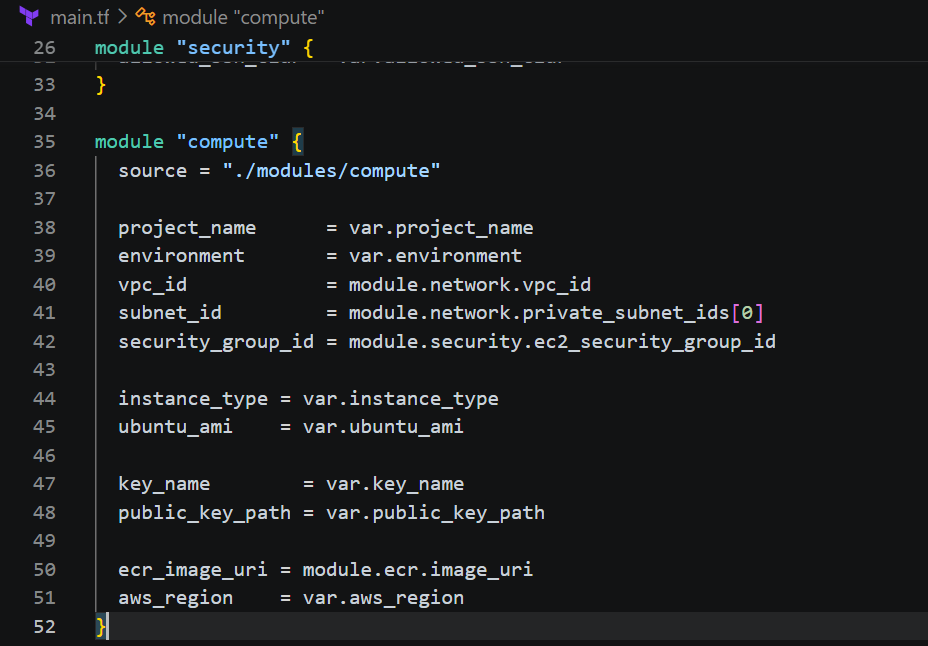 main.tf > module "compute"
26 module "security" {
33 }
34
35 module "compute" {
36   source = "./modules/compute"
37
38   project_name      = var.project_name
39   environment       = var.environment
40   vpc_id            = module.network.vpc_id
41   subnet_id         = module.network.private_subnet_ids[0]
42   security_group_id = module.security.ec2_security_group_id
43
44   instance_type = var.instance_type
45   ubuntu_ami    = var.ubuntu_ami
46
47   key_name        = var.key_name
48   public_key_path = var.public_key_path
49
50   ecr_image_uri = module.ecr.image_uri
51   aws_region    = var.aws_region
52 }